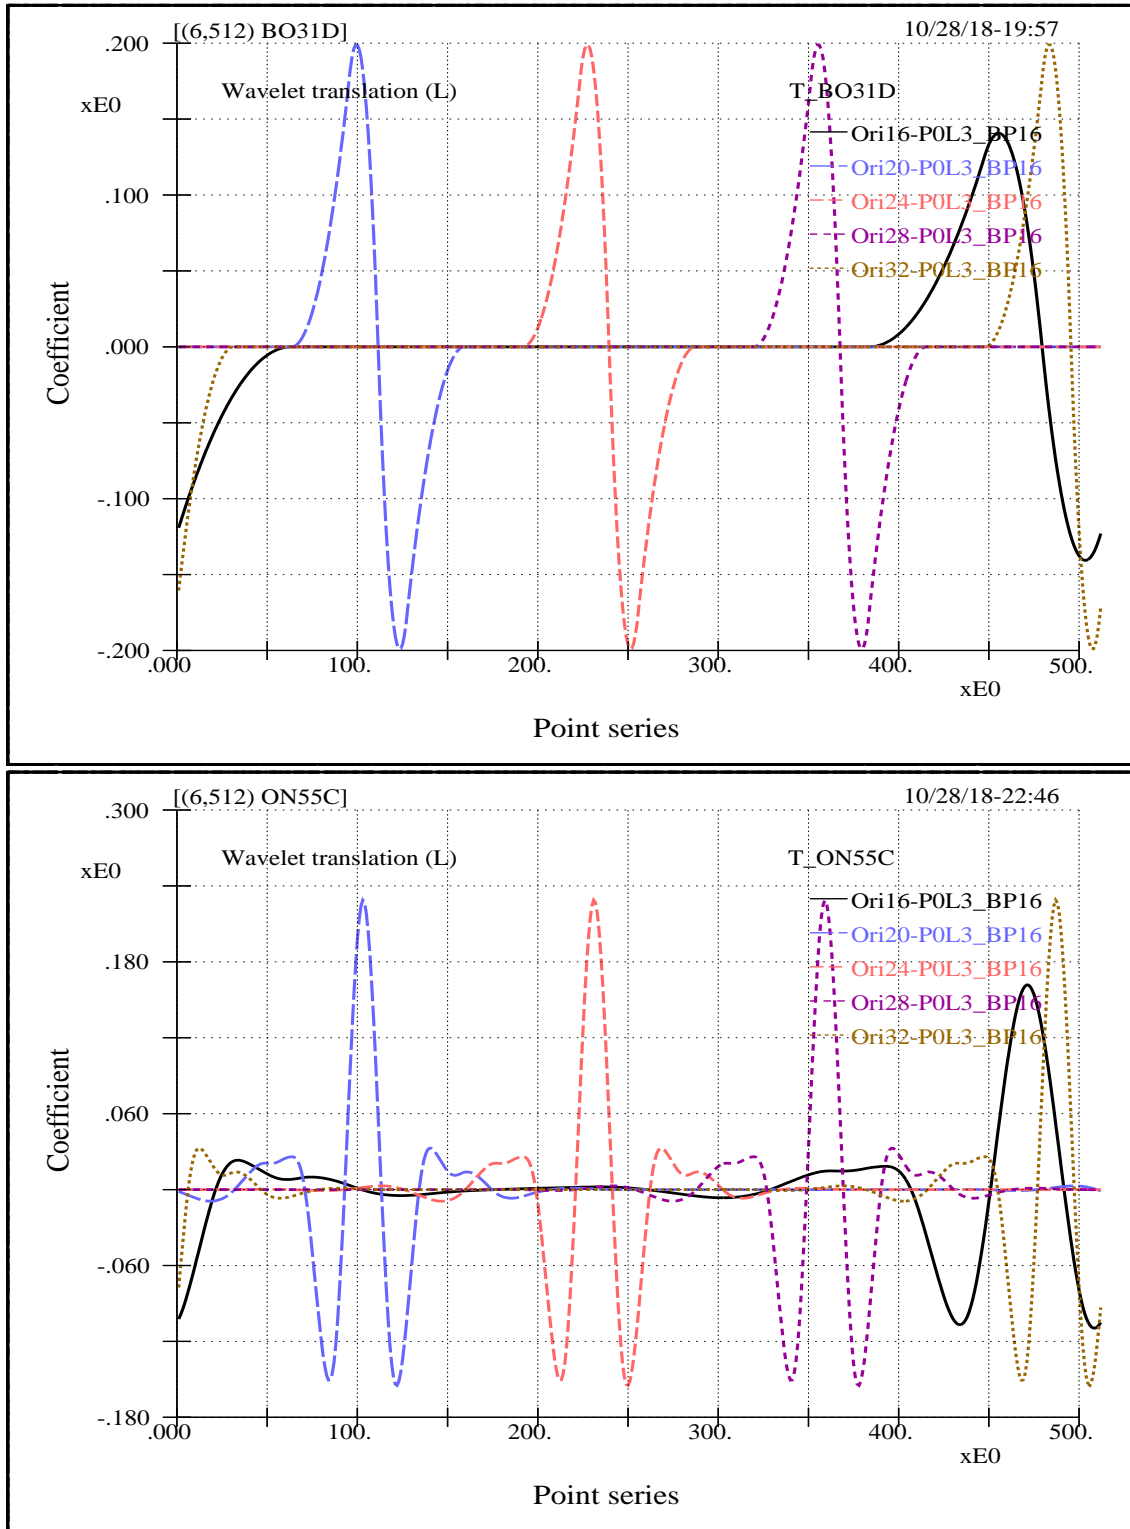 [(6,512) BO31D] 10/28/18-19:57
.200
xE0 Wavelet translation (L) T_BO31D
Ori16-P0L3_BP16
Ori20-P0L3_BP16
.100
Ori24-P0L3_BP16
Ori28-P0L3_BP16
Ori32-P0L3_BP16
Coefficient
.000
-.100
-.200
.000 100. 200. 300. 400. 500.
xE0
Point series
[(6,512) ON55C] 10/28/18-22:46
.300
Wavelet translation (L) T_ON55C
xE0
Ori16-P0L3_BP16
Ori20-P0L3_BP16
.180
Ori24-P0L3_BP16
Ori28-P0L3_BP16
Ori32-P0L3_BP16
Coefficient
.060
-.060
-.180
.000 100. 200. 300. 400. 500.
xE0
Point series